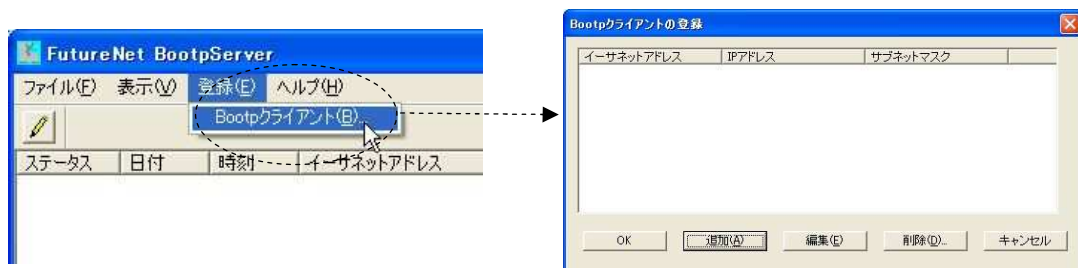 FutureNet BootpServer
ファイル(F) 表示(V) 登録(E) ヘルプ(H)
Bootpクライアント(B)...
ステータス 日付 時刻 イーサネットアドレス
Bootpクライアントの登録
イーサネットアドレス IPアドレス サブネットマスク
OK 追加(A) 編集(E) 削除(D)... キャンセル